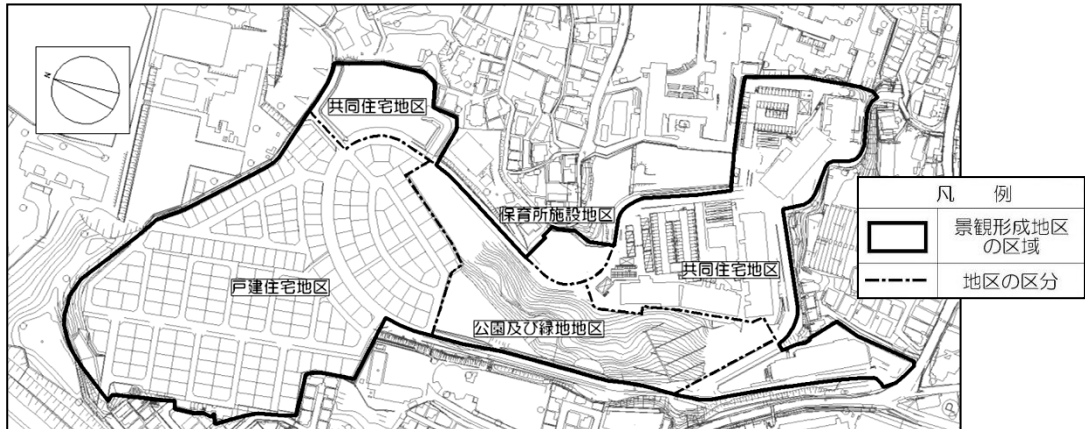 N
共同住宅地区
保育所施設地区
戸建住宅地区
共同住宅地区
公園及び緑地地区
凡 例
景観形成地区
の区域
地区の区分